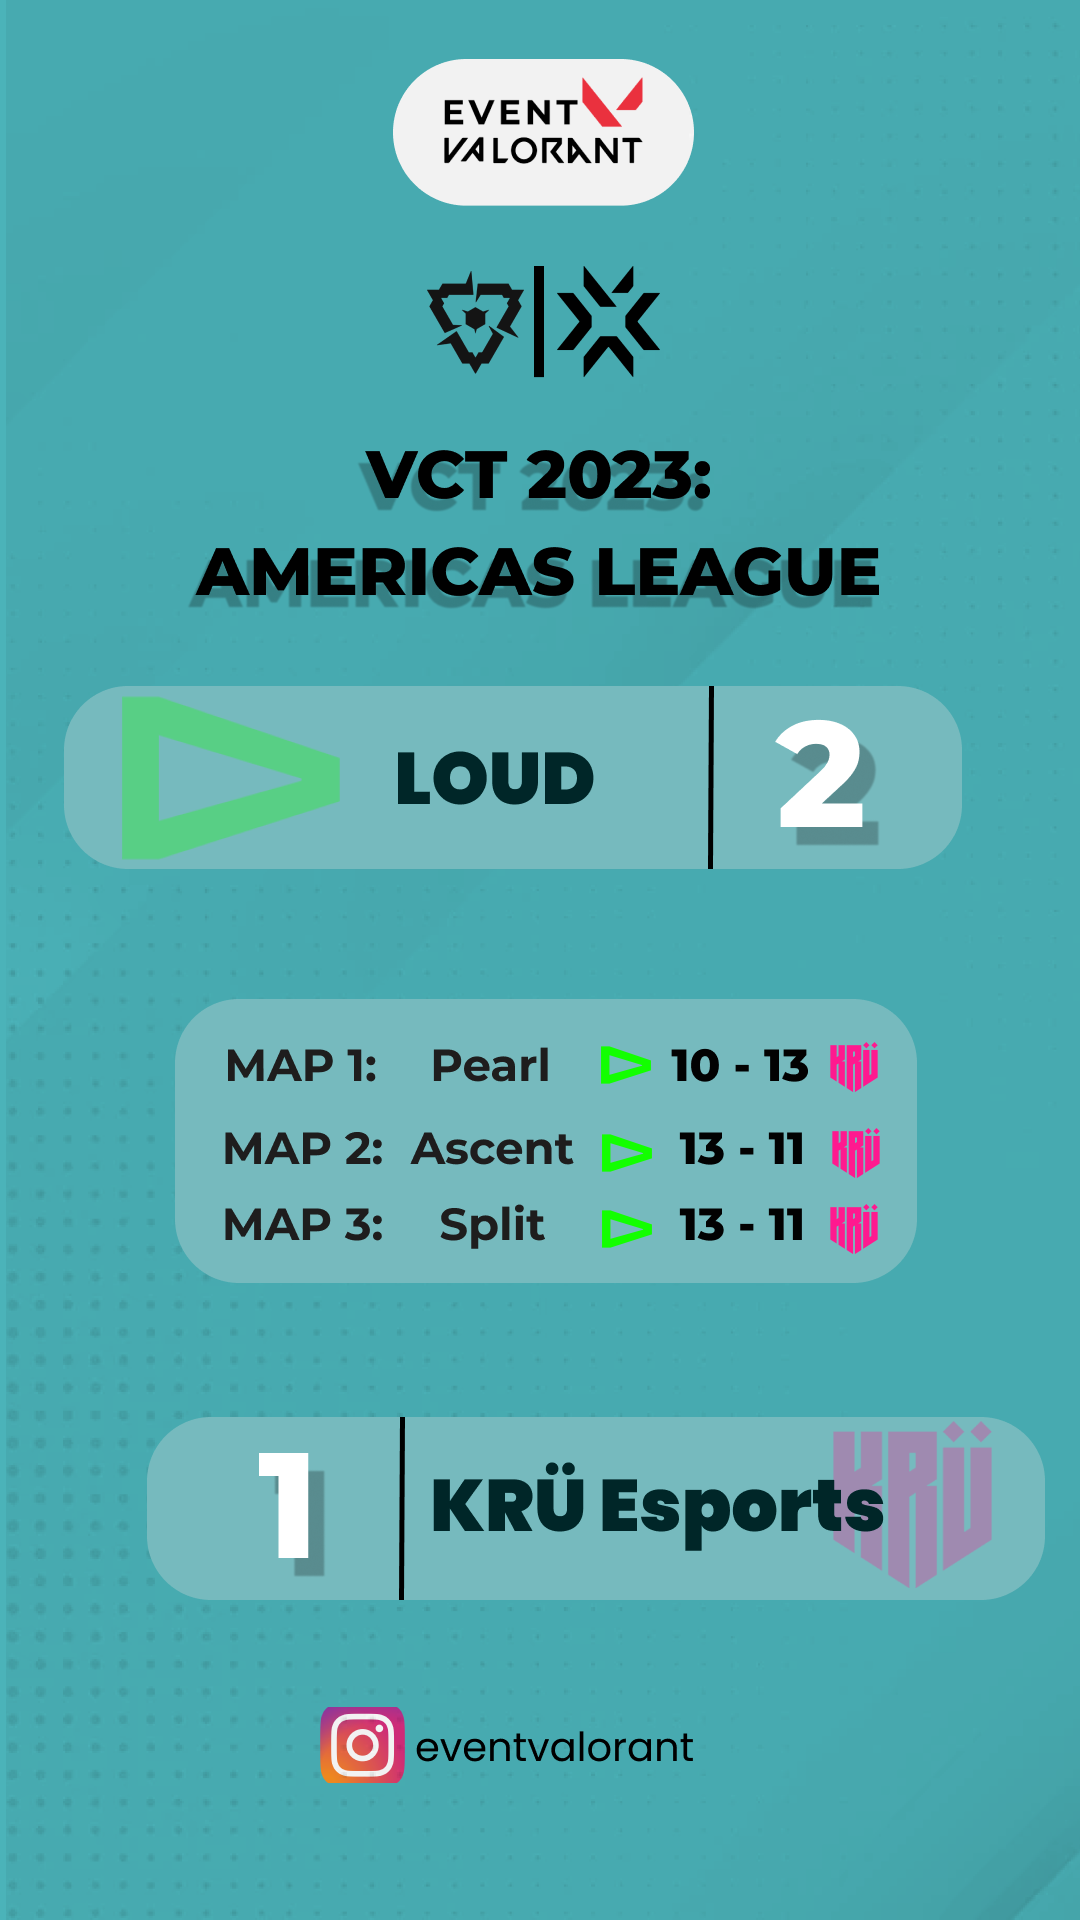 EVENT
VALORANT
VCT 2023:
AMERICAS LEAGUE
LOUD 2
MAP 1: Pearl 10 - 13 KRÜ
MAP 2: Ascent 13 - 11 KRÜ
MAP 3: Split 13 - 11 KRÜ
1 KRÜ Esports KRÜ
eventvalorant